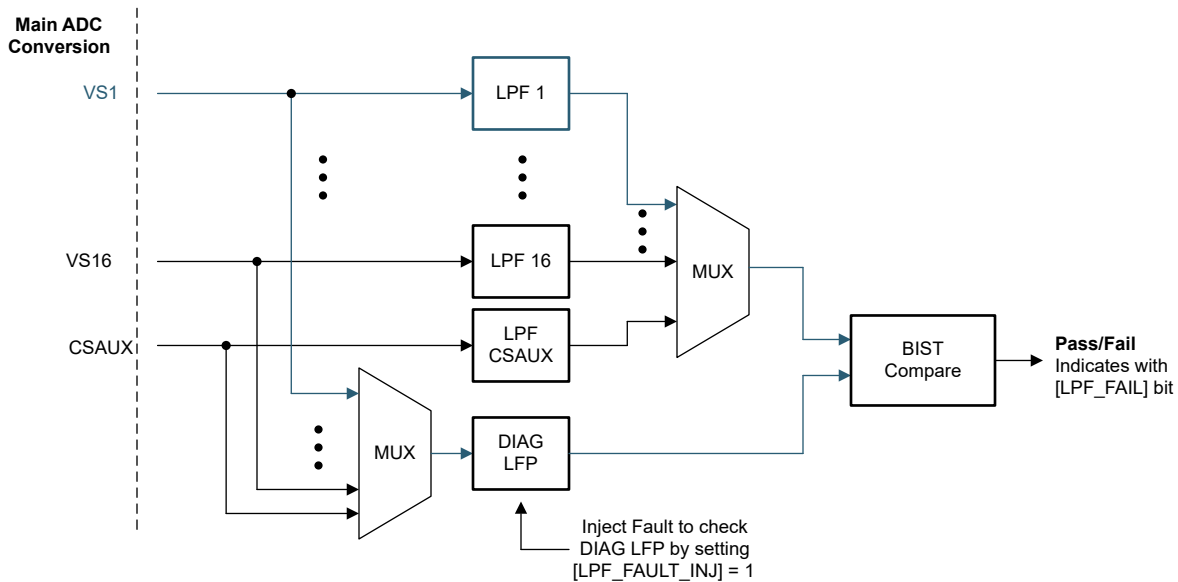 Main ADC
Conversion
VS1
LPF 1
VS16
LPF 16
MUX
CSAUX
LPF
CSAUX
BIST
Compare
Pass/Fail
Indicates with
[LPF_FAIL] bit
MUX
DIAG
LFP
Inject Fault to check
DIAG LFP by setting
[LPF_FAULT_INJ] = 1